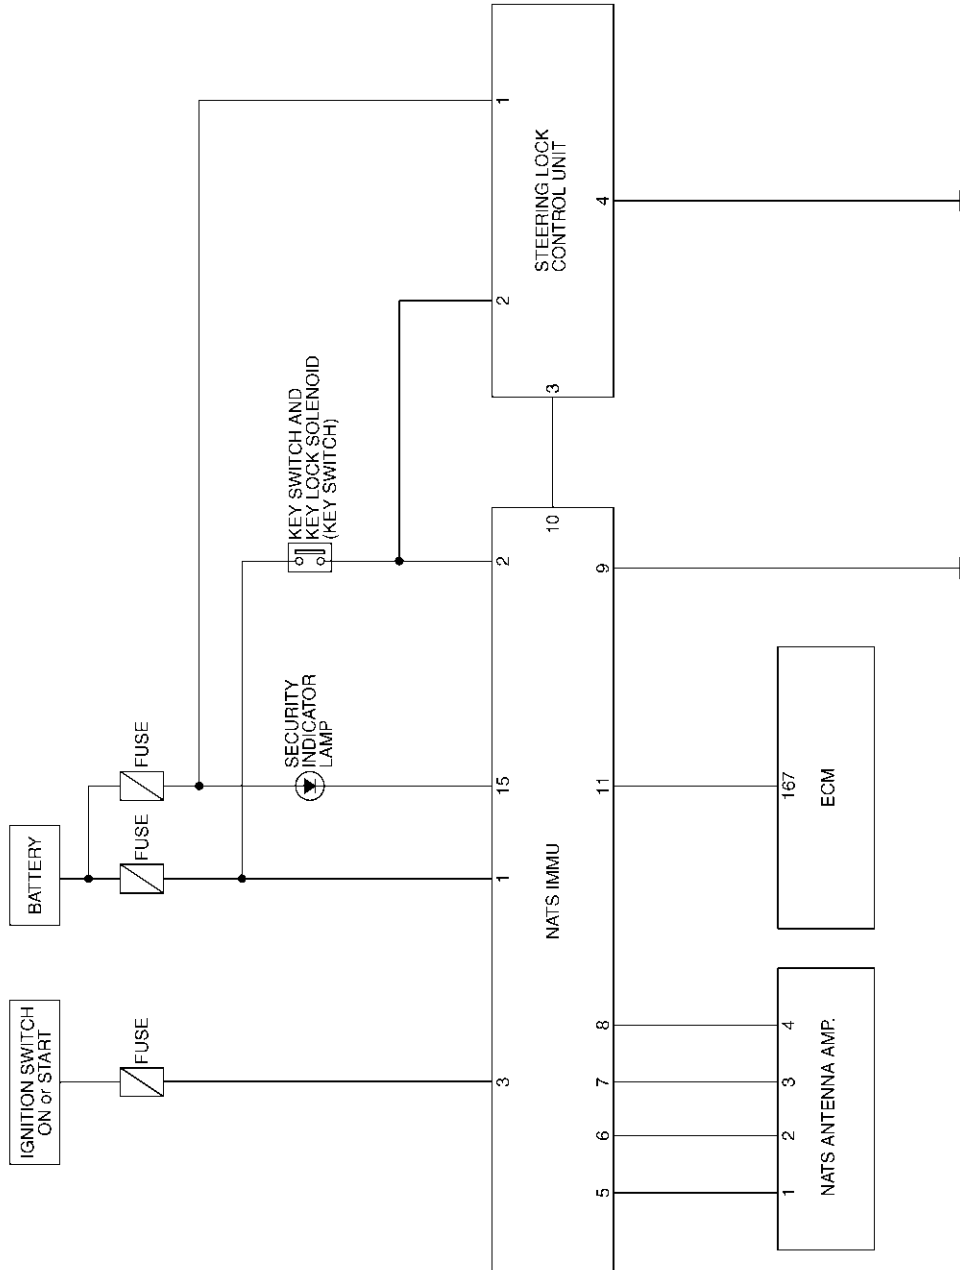 IGNITION SWITCH
ON or START
FUSE
3
BATTERY
FUSE
1
FUSE
SECURITY
INDICATOR
LAMP
15
KEY SWITCH AND
KEY LOCK SOLENOID
(KEY SWITCH)
2
NATS IMMU
10
5
6
7
8
11
9
1
2
3
4
NATS ANTENNA AMP.
167
ECM
1
2
3
4
STEERING LOCK
CONTROL UNIT